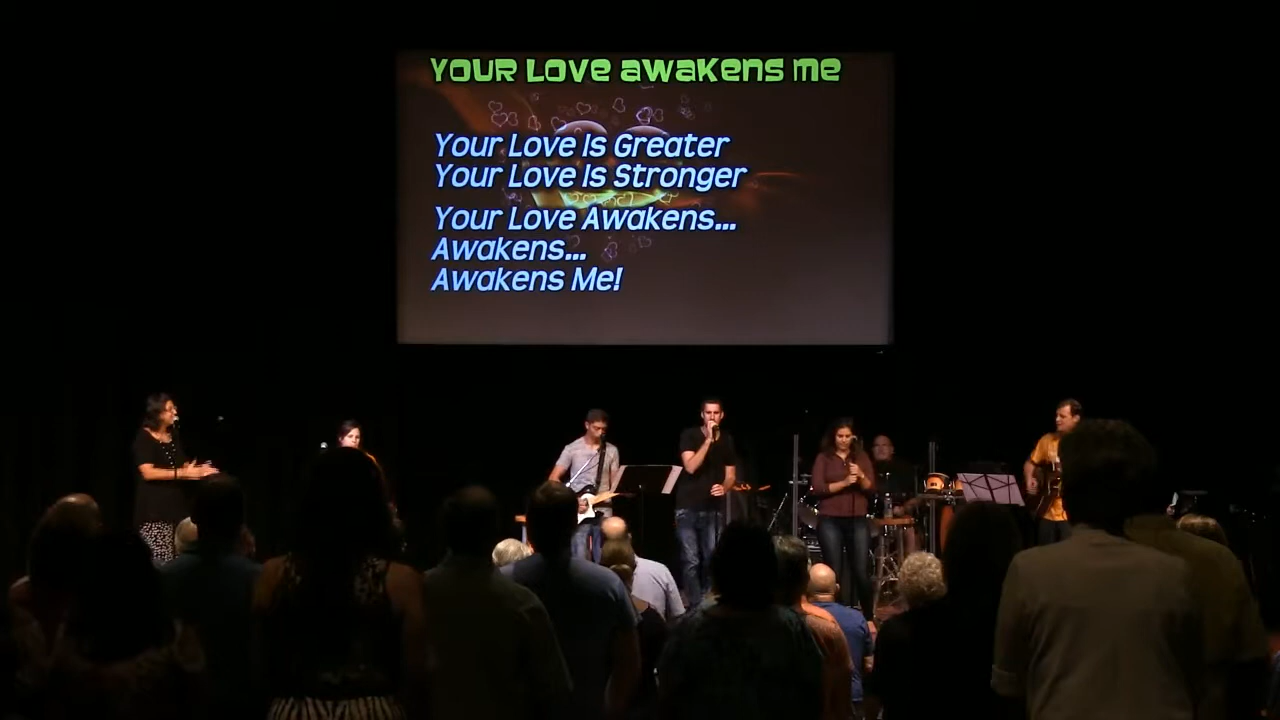 YOUR LOVE awakens me
Your Love Is Greater
Your Love Is Stronger
Your Love Awakens...
Awakens...
Awakens Me!